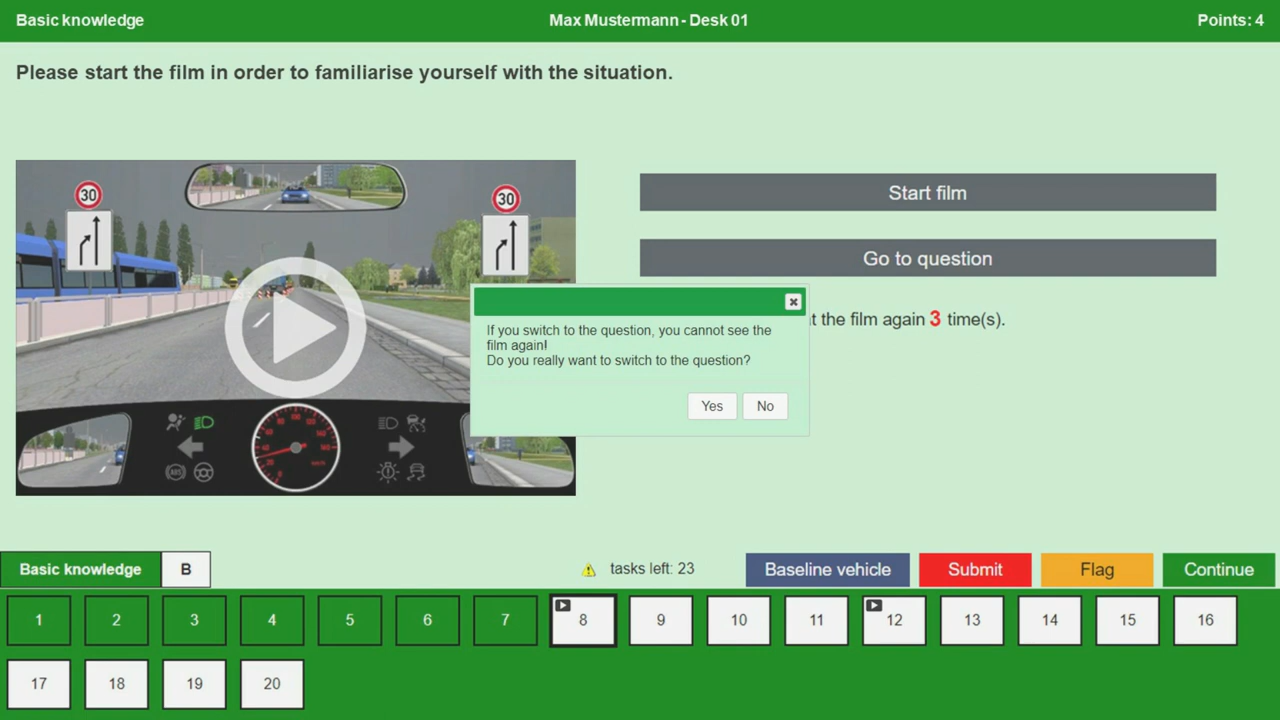 Basic knowledge
Max Mustermann - Desk 01
Points: 4
Please start the film in order to familiarise yourself with the situation.
30
30
Start film
Go to question
t the film again 3 time(s).
If you switch to the question, you cannot see the
film again!
Do you really want to switch to the question?
Yes
No
ABS
Basic knowledge
B
tasks left: 23
Baseline vehicle
Submit
Flag
Continue
1 2 3 4 5 6 7 8 9 10 11 12 13 14 15 16
17 18 19 20